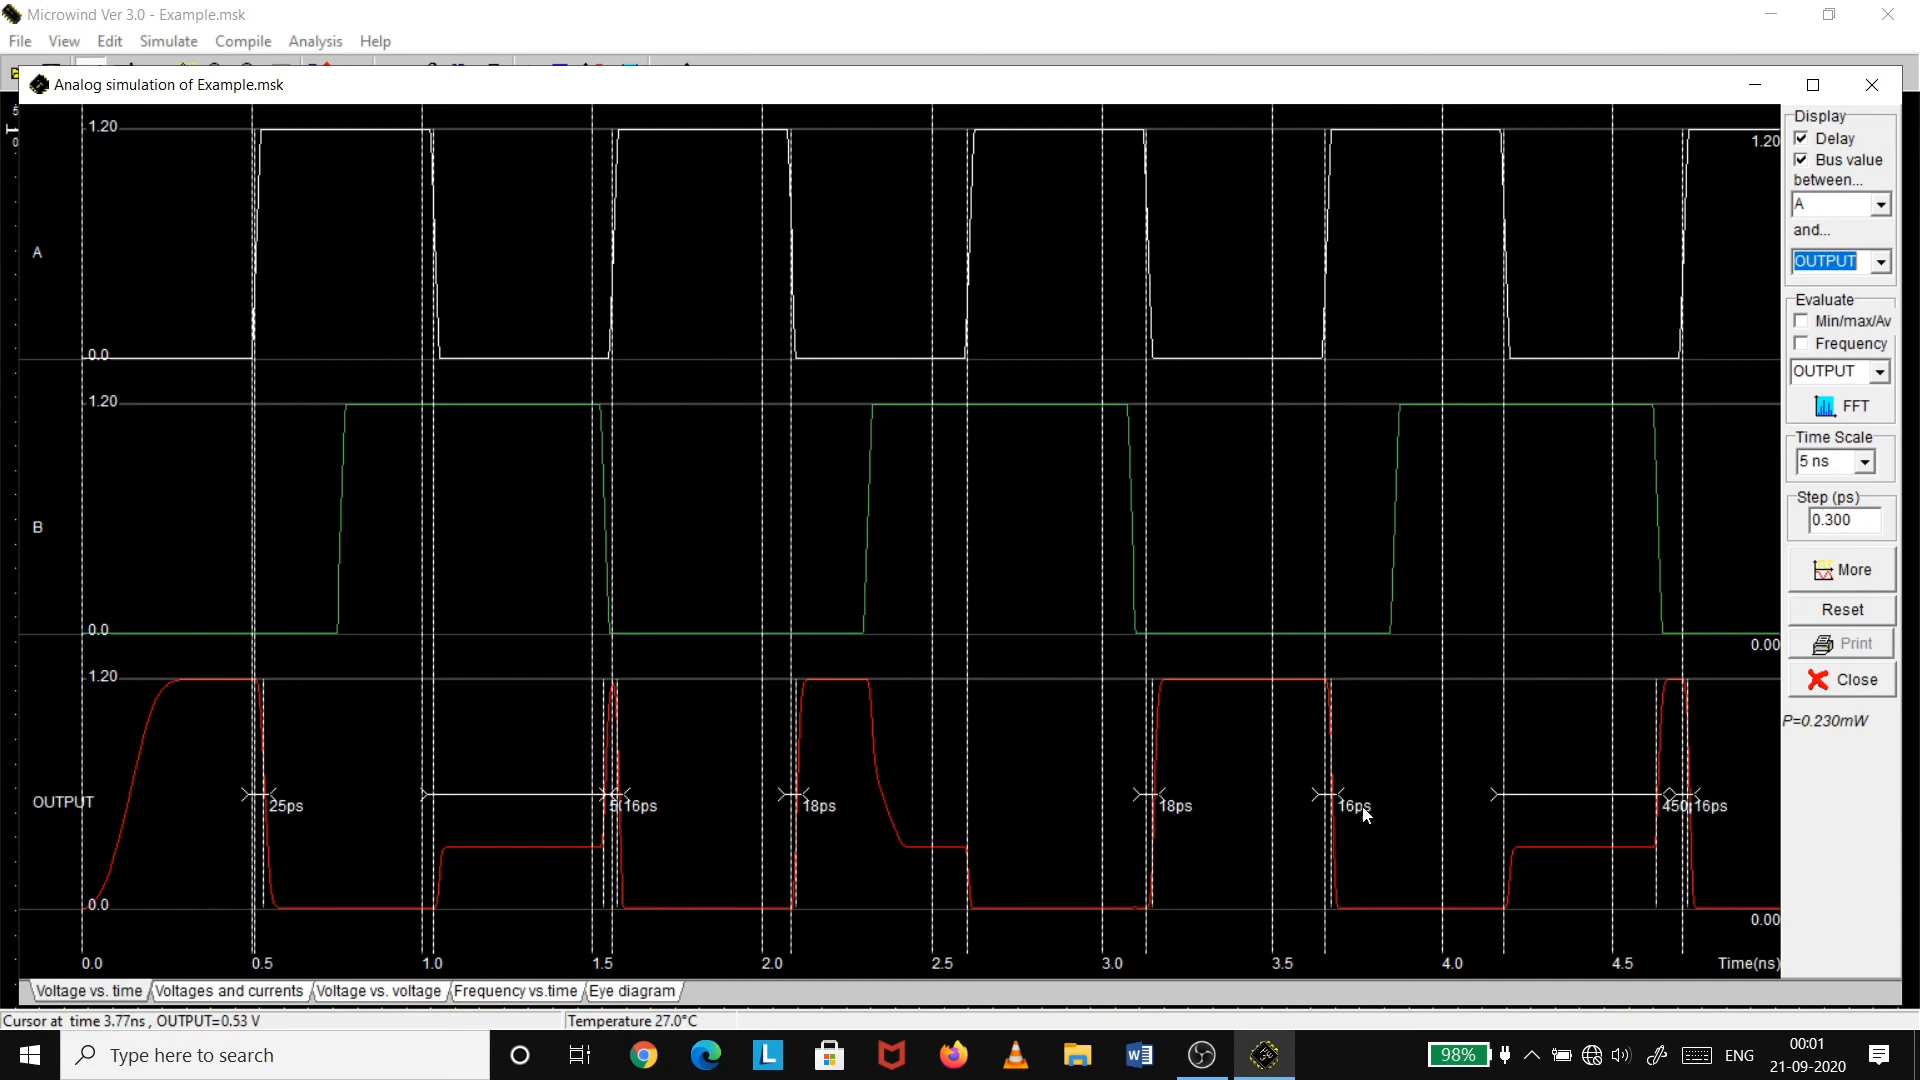 Microwind Ver 3.0 - Example.msk
File View Edit Simulate Compile Analysis Help
Analog simulation of Example.msk
1.20
1.20
A
0.0
1.20
B
0.0
0.00
1.20
OUTPUT
25ps
16ps
18ps
18ps
16ps
16ps
0.0
0.00
0.0 0.5 1.0 1.5 2.0 2.5 3.0 3.5 4.0 4.5 Time(ns)
Display
Delay
Bus value
between...
A
and...
OUTPUT
Evaluate
Min/max/Av
Frequency
OUTPUT
FFT
Time Scale
5 ns
Step (ps)
0.300
More
Reset
Print
Close
P=0.230mW
Voltage vs. time Voltages and currents Voltage vs. voltage Frequency vs.time Eye diagram
Cursor at time 3.77ns, OUTPUT=0.53 V Temperature 27.0°C
Type here to search
98%
ENG
00:01
21-09-2020